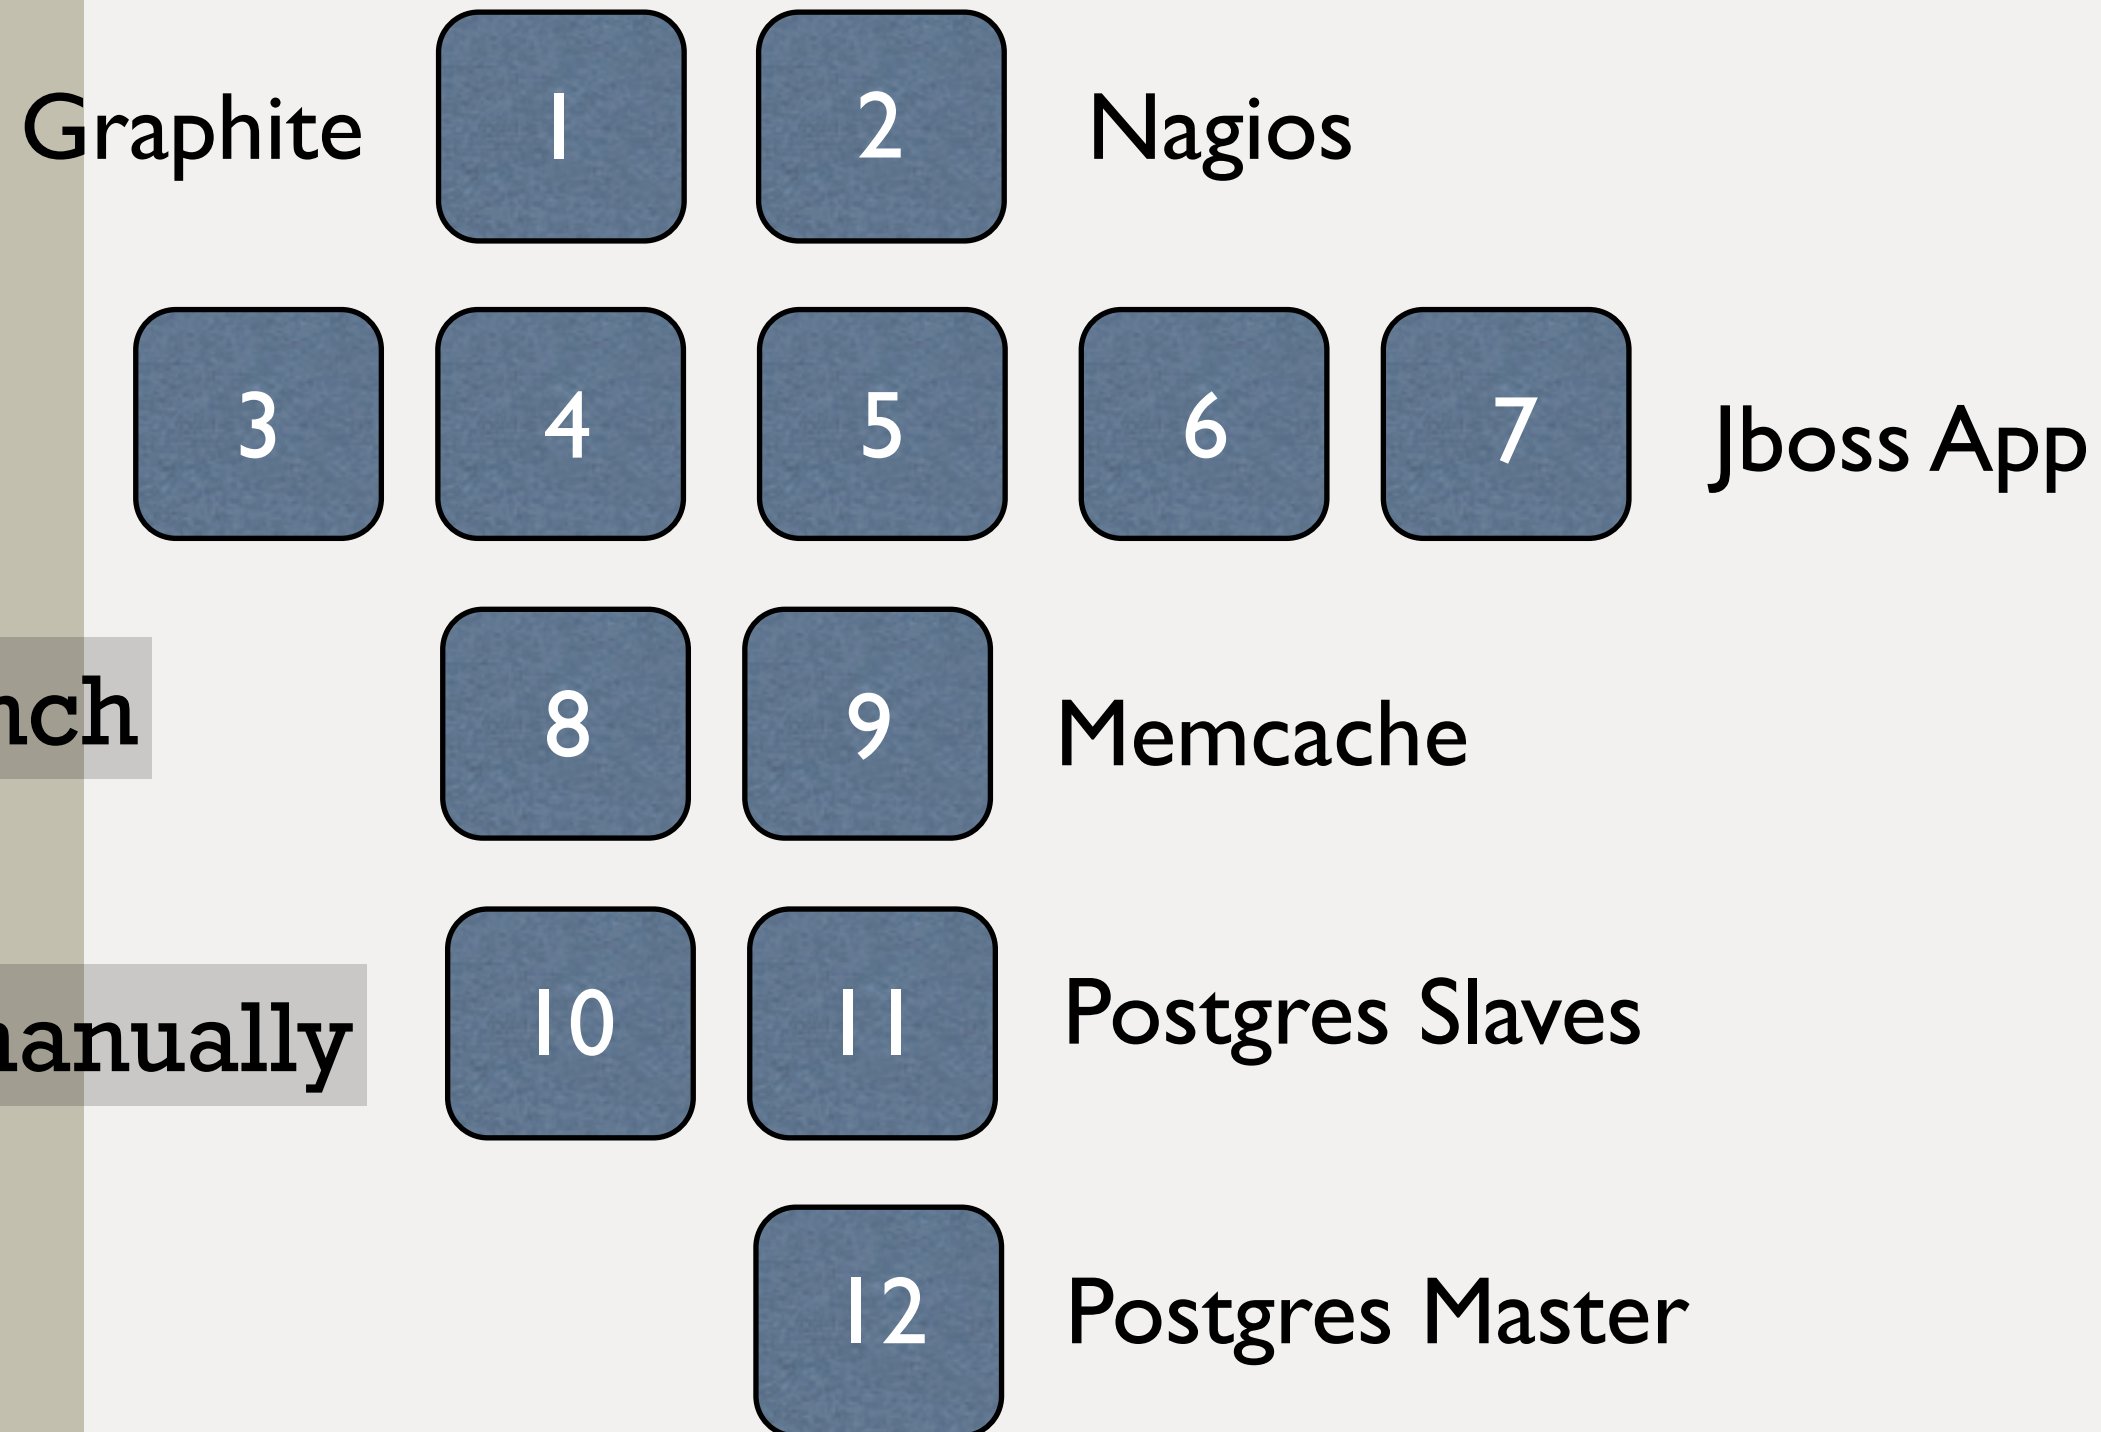 Graphite 1 2 Nagios
3 4 5 6 7 Jboss App
8 9 Memcache
10 11 Postgres Slaves
12 Postgres Master